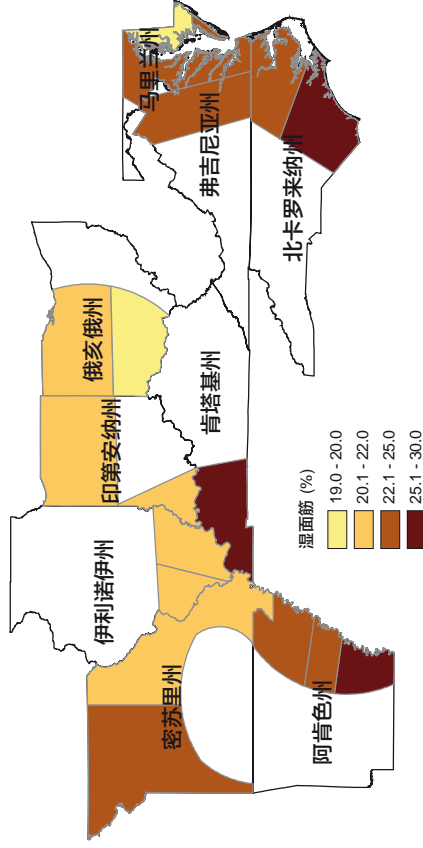 伊利诺伊州
印第安纳州
俄亥俄州
马里兰州
密苏里州
肯塔基州
弗吉尼亚州
阿肯色州
北卡罗来纳州
湿面筋 (%)
19.0 - 20.0
20.1 - 22.0
22.1 - 25.0
25.1 - 30.0